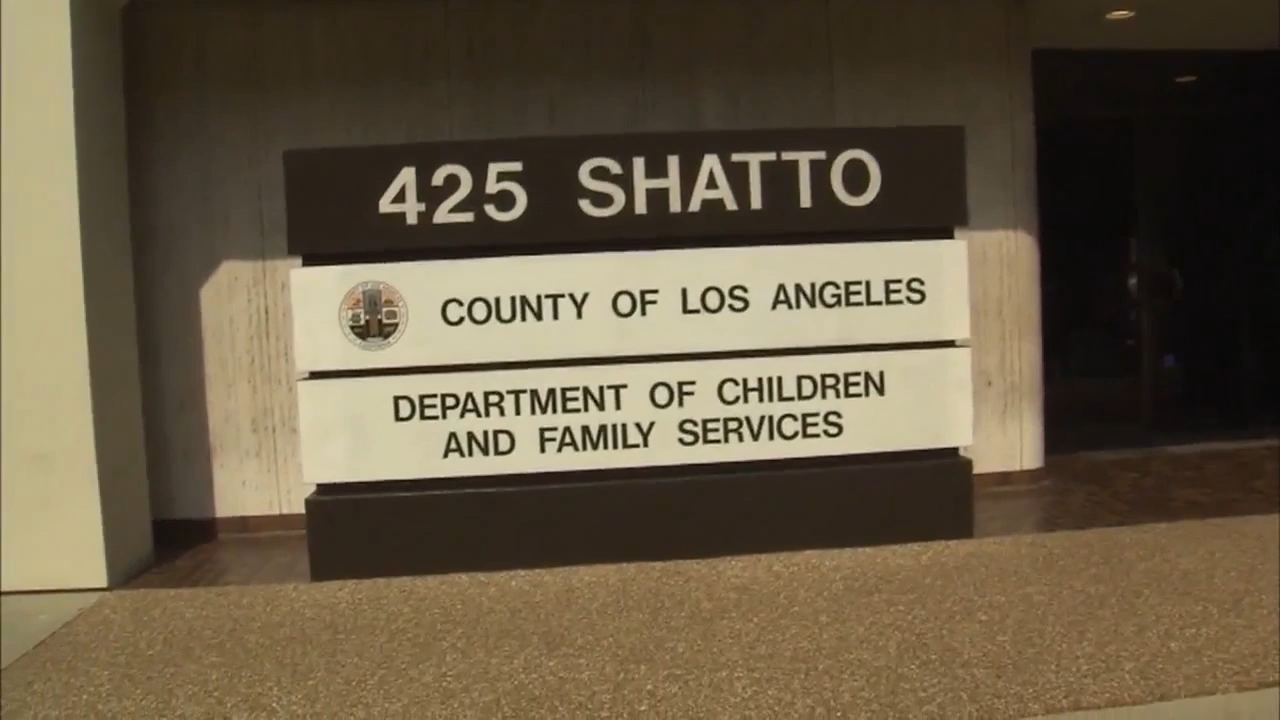 425 SHATTO
COUNTY OF LOS ANGELES
DEPARTMENT OF CHILDREN
AND FAMILY SERVICES